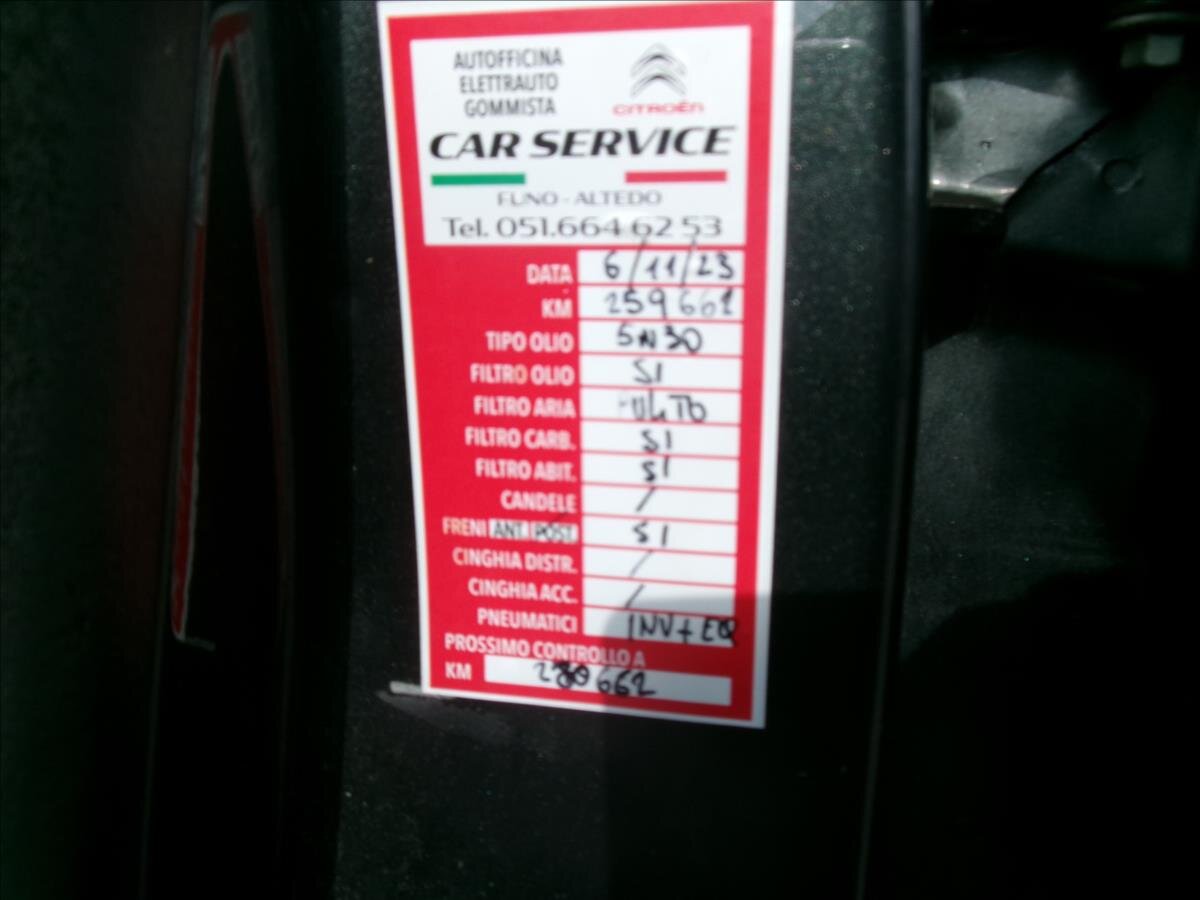 AUTOFFICINA
ELETTRAUTO
GOMMISTA
CITROËN
CAR SERVICE
FUNO - ALTEDO
Tel. 051.664 62 53
DATA 6/11/23
KM 259661
TIPO OLIO 5W30
FILTRO OLIO SI
FILTRO ARIA
FILTRO CARB. SI
FILTRO ABIT. SI
CANDELE /
FRENI ANT. POST. SI
CINGHIA DISTR. /
CINGHIA ACC. /
PNEUMATICI INV + EQ
PROSSIMO CONTROLLO A
KM